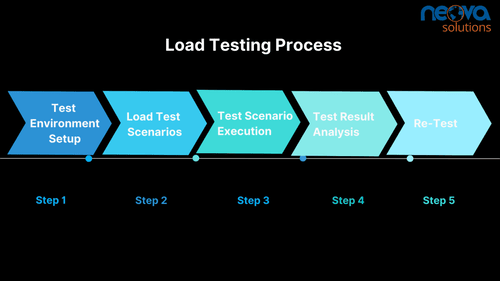 neova
solutions
Load Testing Process
Test
Environment
Setup
Load Test
Scenarios
Test Scenario
Execution
Test Result
Analysis
Re-Test
Step 1
Step 2
Step 3
Step 4
Step 5